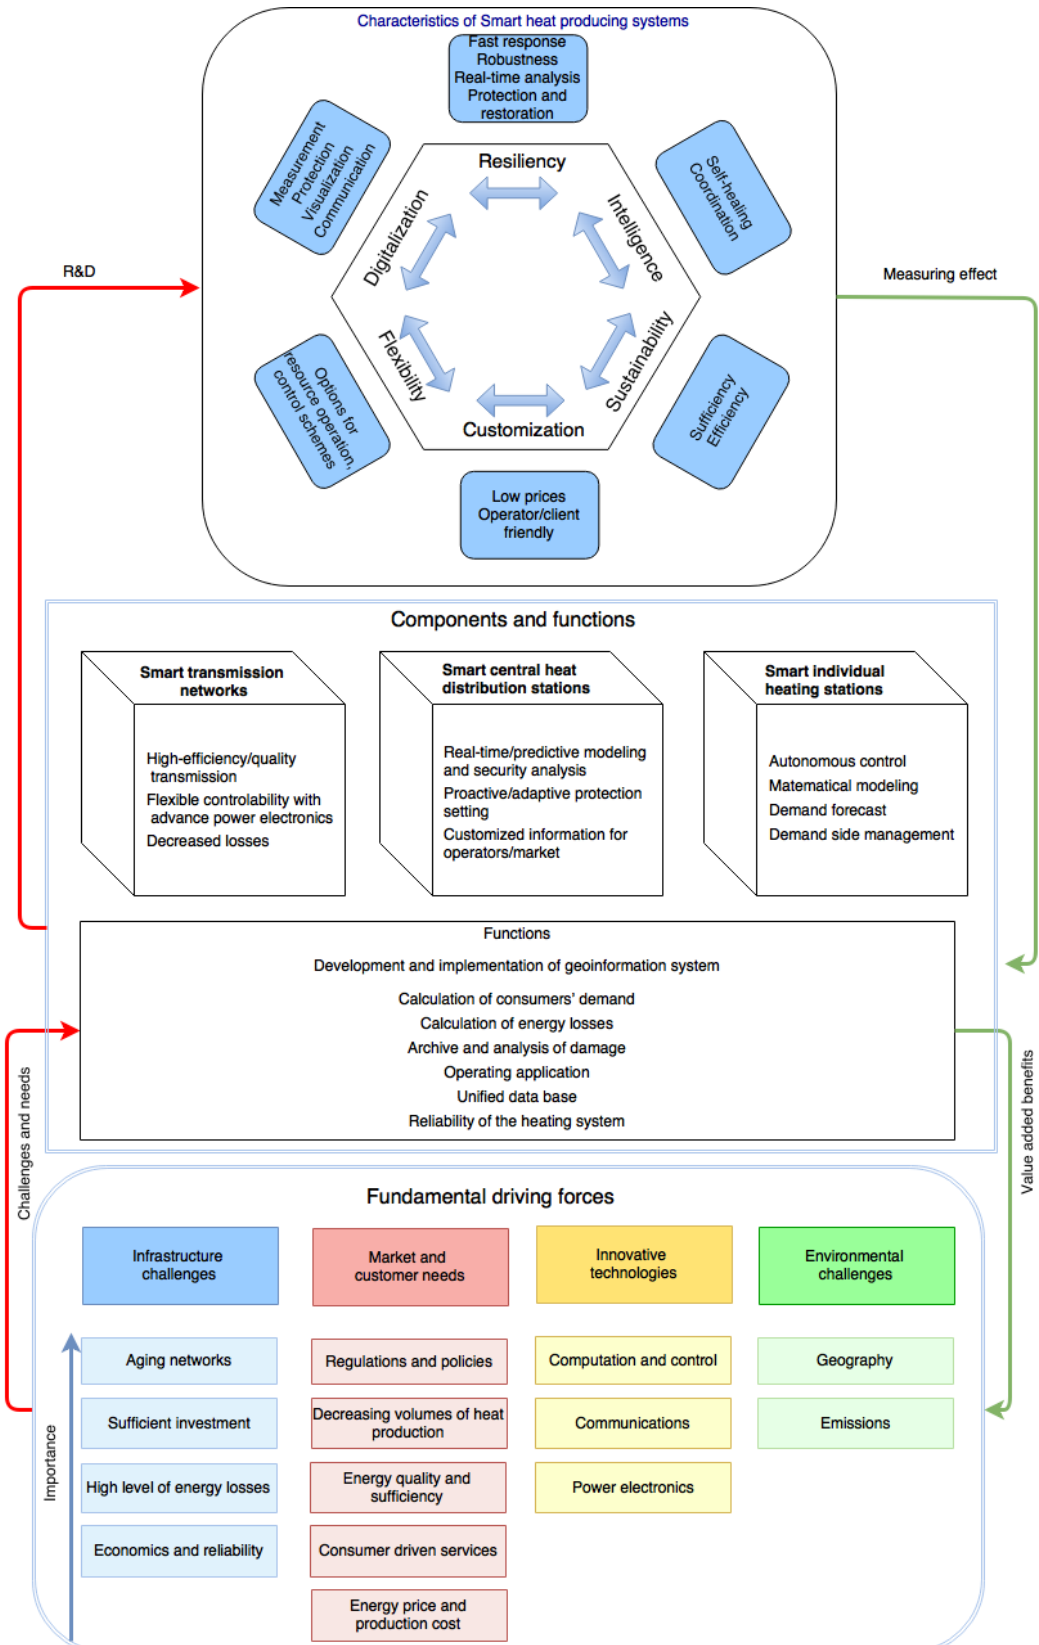 Characteristics of Smart heat producing systems
Fast response
Robustness
Real-time analysis
Protection and
restoration
Measurement
Protection
Visualization
Communication
Self-healing
Coordination
Resiliency
Digitalization
Intelligence
Flexibility
Sustainability
Customization
Options for
resource operation,
control schemes
Sufficiency
Efficiency
Low prices
Operator/client
friendly
R&D
Measuring effect
Components and functions
Smart transmission
networks
High-efficiency/quality
transmission
Flexible controlability with
advance power electronics
Decreased losses
Smart central heat
distribution stations
Real-time/predictive modeling
and security analysis
Proactive/adaptive protection
setting
Customized information for
operators/market
Smart individual
heating stations
Autonomous control
Matematical modeling
Demand forecast
Demand side management
Functions
Development and implementation of geoinformation system
Calculation of consumers' demand
Calculation of energy losses
Archive and analysis of damage
Operating application
Unified data base
Reliability of the heating system
Challenges and needs
Value added benefits
Fundamental driving forces
Infrastructure
challenges
Market and
customer needs
Innovative
technologies
Environmental
challenges
Importance
Aging networks
Sufficient investment
High level of energy losses
Economics and reliability
Regulations and policies
Decreasing volumes of heat
production
Energy quality and
sufficiency
Consumer driven services
Energy price and
production cost
Computation and control
Communications
Power electronics
Geography
Emissions